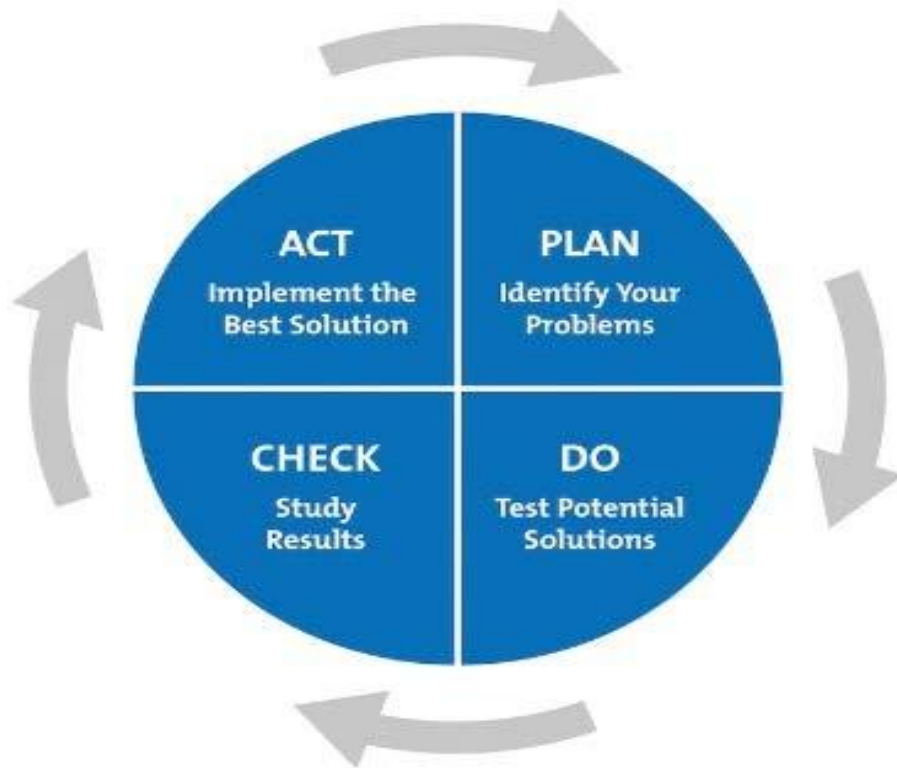 ACT
Implement the
Best Solution
PLAN
Identify Your
Problems
CHECK
Study
Results
DO
Test Potential
Solutions